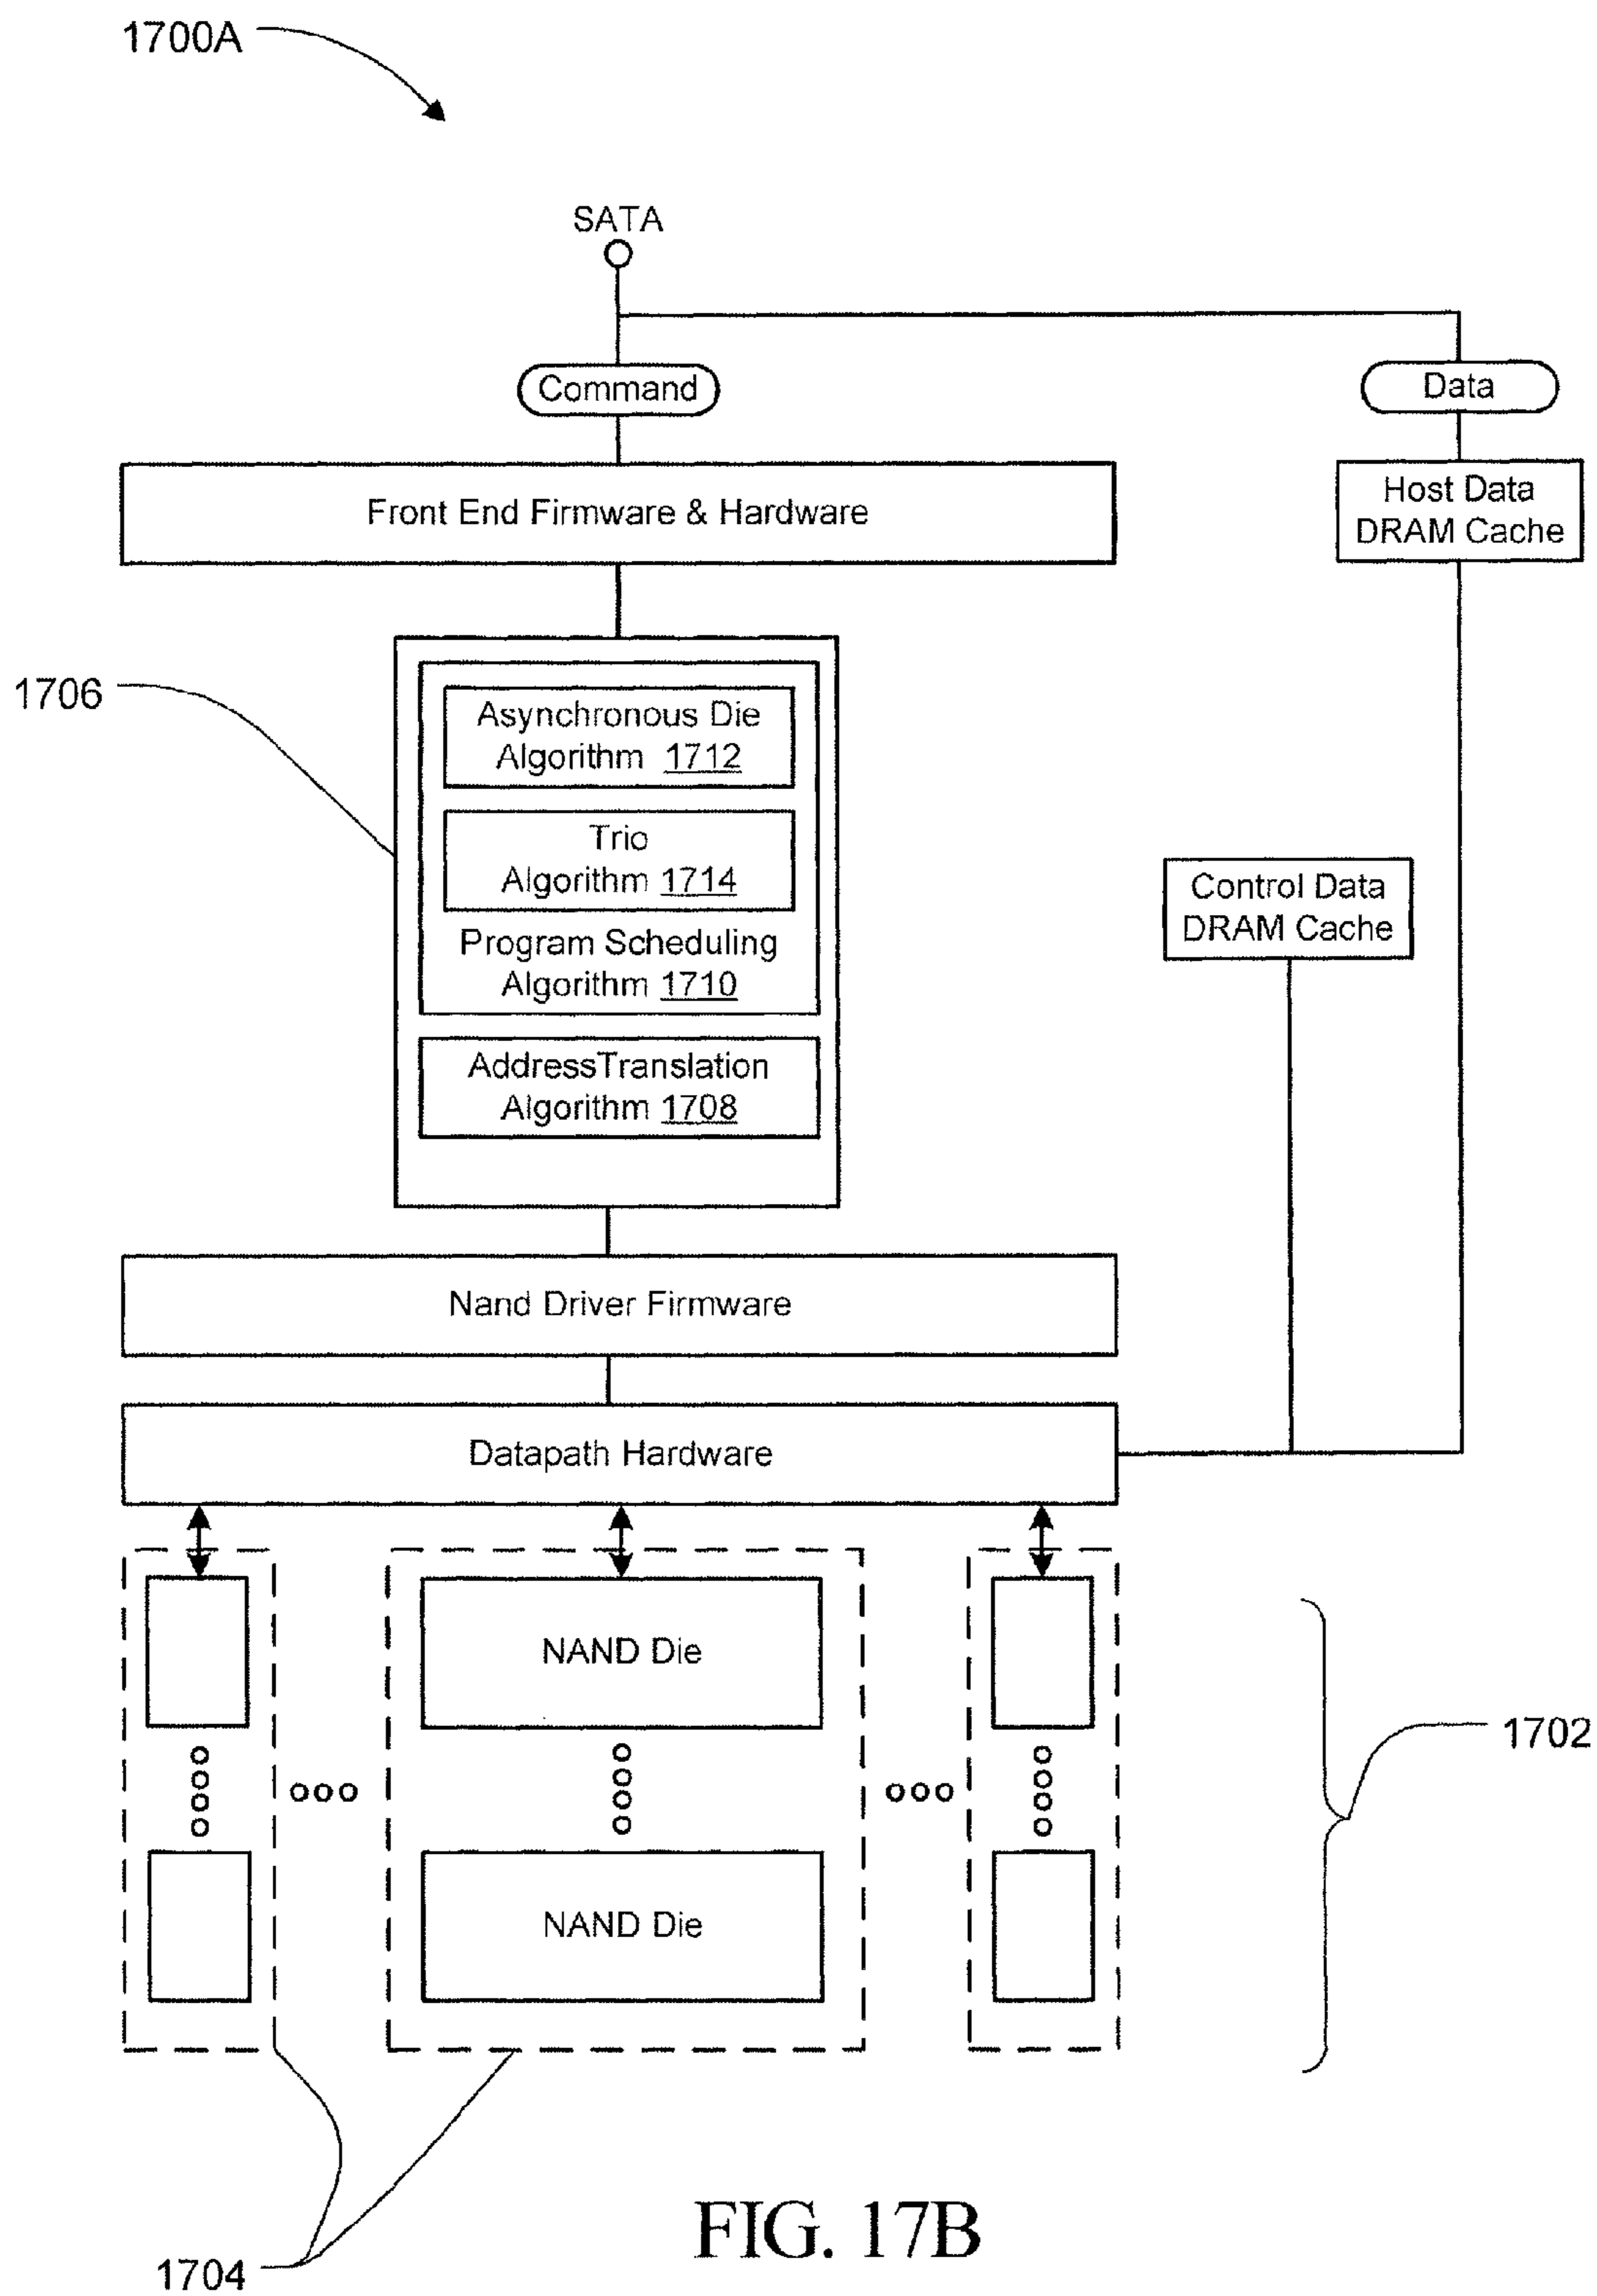 1700A
SATA
Command
Data
Front End Firmware & Hardware
Host Data
DRAM Cache
1706
Asynchronous Die
Algorithm 1712
Trio
Algorithm 1714
Program Scheduling
Algorithm 1710
Control Data
DRAM Cache
AddressTranslation
Algorithm 1708
Nand Driver Firmware
Datapath Hardware
NAND Die
1702
NAND Die
1704
FIG. 17B